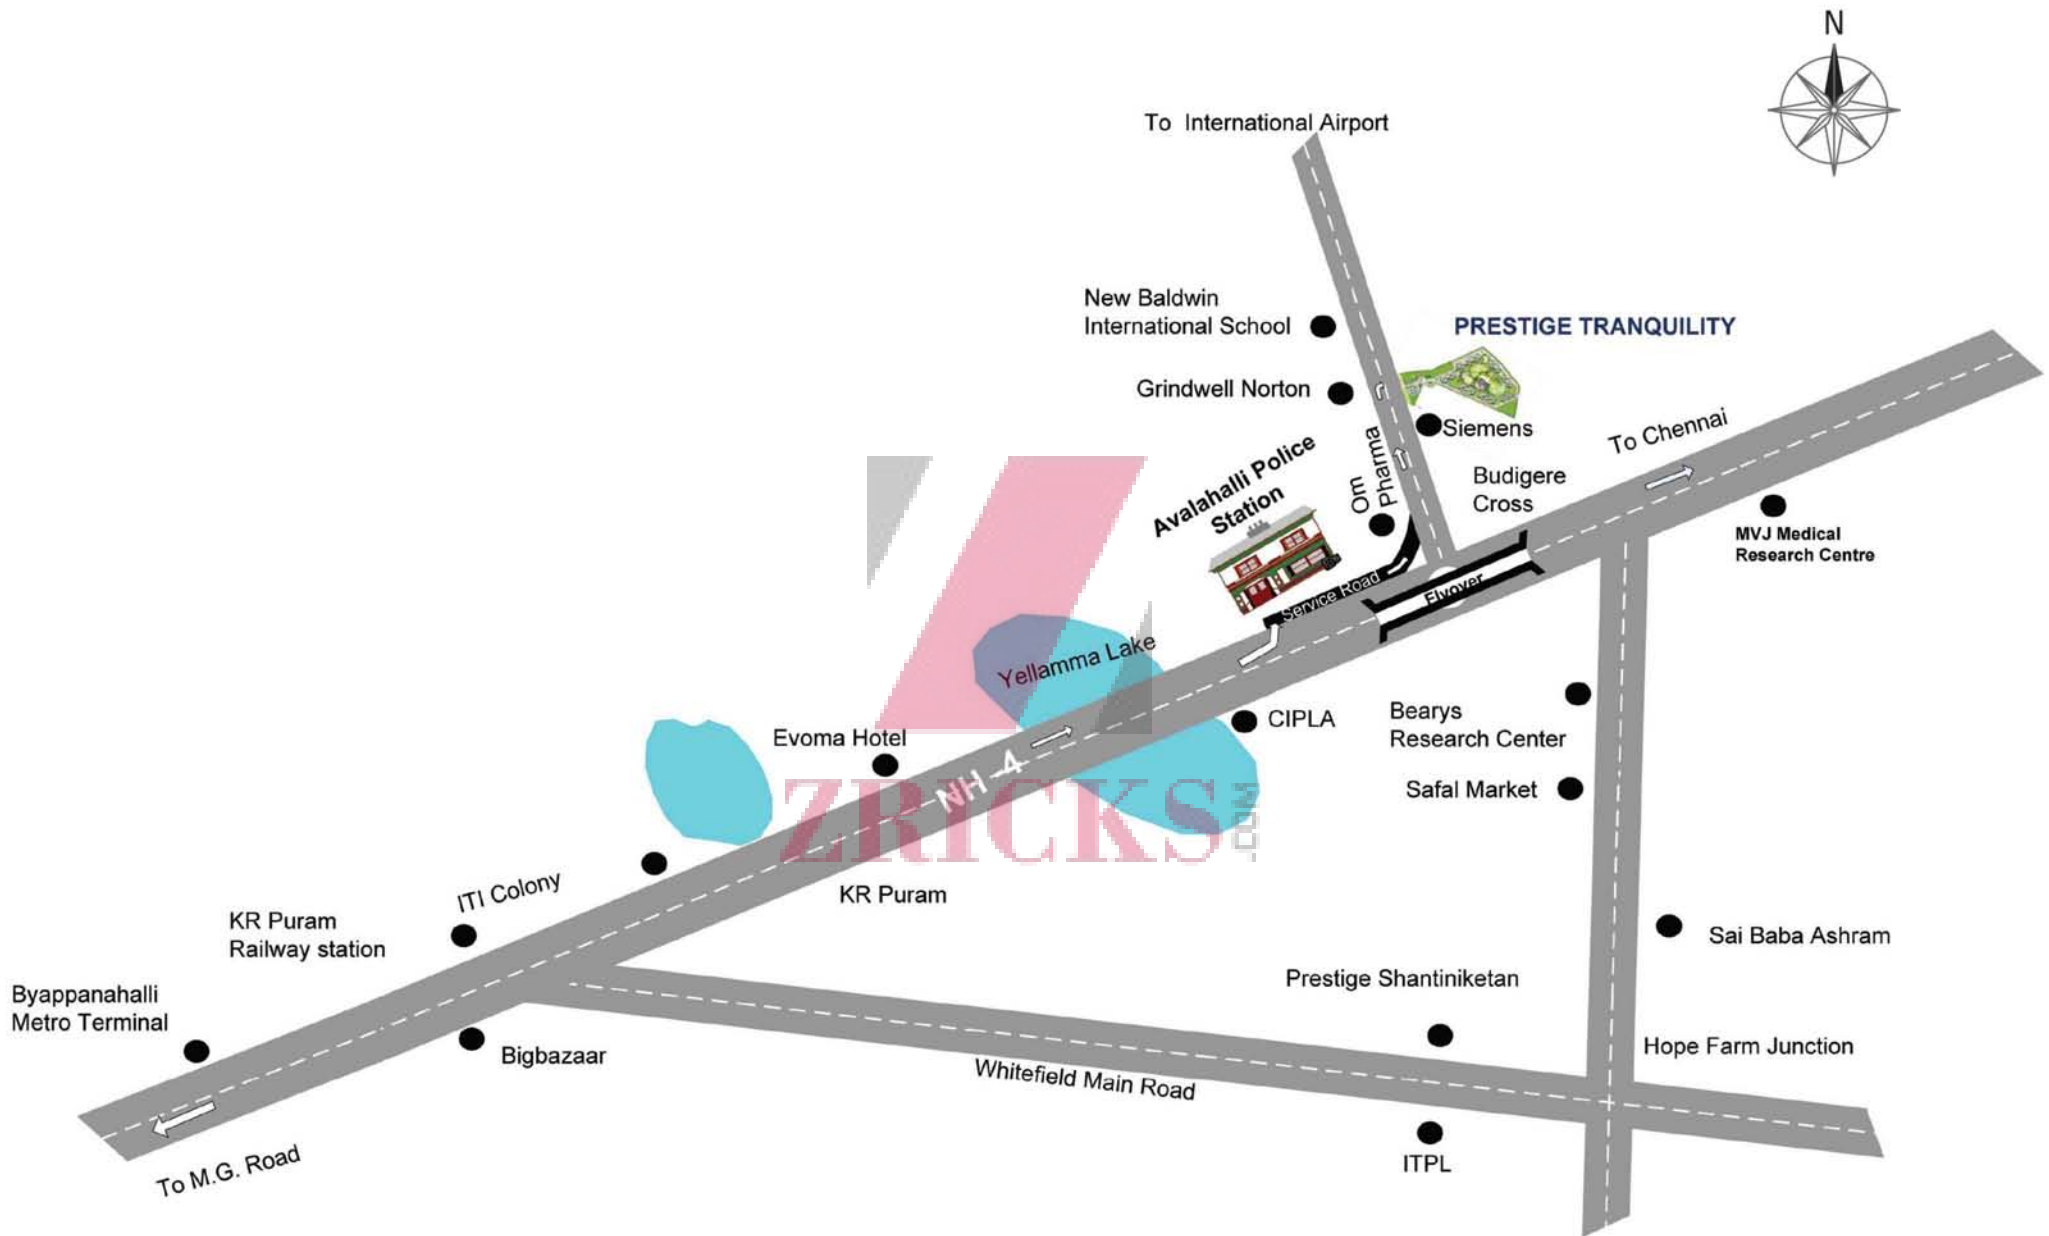 N
To International Airport
New Baldwin
International School
PRESTIGE TRANQUILITY
Grindwell Norton
Siemens
To Chennai
Om
Pharma
Avalahalli Police
Station
Budigere
Cross
MVJ Medical
Research Centre
Service Road
Flyover
Yellamma Lake
CIPLA
Bearys
Research Center
Evoma Hotel
NH 4
Safal Market
ZRICKS
.COM
KR Puram
ITI Colony
KR Puram
Railway station
Sai Baba Ashram
Prestige Shantiniketan
Byappanahalli
Metro Terminal
Bigbazaar
Hope Farm Junction
Whitefield Main Road
To M.G. Road
ITPL